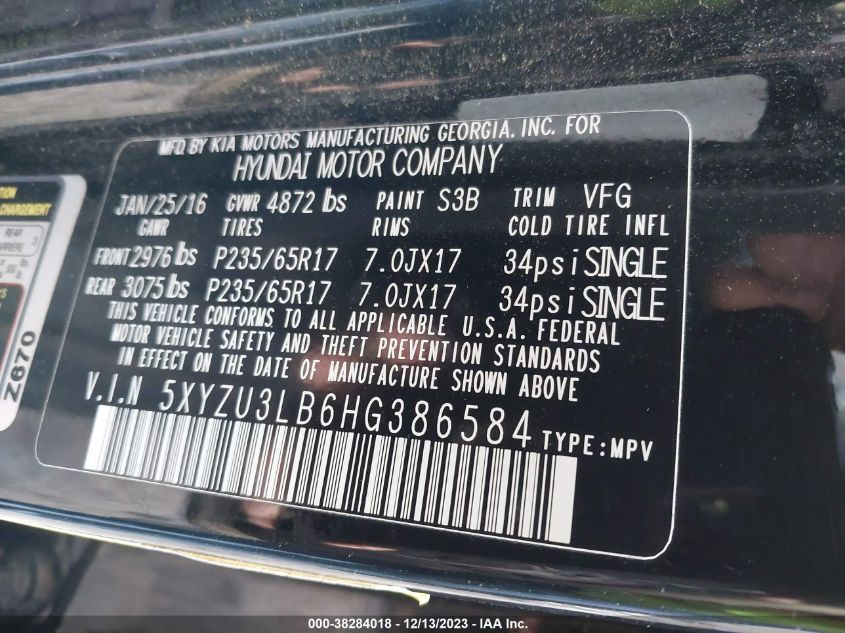 MFD. BY KIA MOTORS MANUFACTURING GEORGIA, INC. FOR
HYUNDAI MOTOR COMPANY
JAN/25/16 GVWR 4872 lbs PAINT S3B TRIM VFG
GAWR TIRES RIMS COLD TIRE INFL
FRONT 2976 lbs P235/65R17 7.0JX17 34psi SINGLE
REAR 3075 lbs P235/65R17 7.0JX17 34psi SINGLE
THIS VEHICLE CONFORMS TO ALL APPLICABLE U.S.A. FEDERAL
MOTOR VEHICLE SAFETY AND THEFT PREVENTION STANDARDS
IN EFFECT ON THE DATE OF MANUFACTURE SHOWN ABOVE.
V.I.N 5XYZU3LB6HG386584 TYPE:MPV
CHARGEMENT
REAR
Z670
000-38284018 - 12/13/2023 - IAAI, Inc.